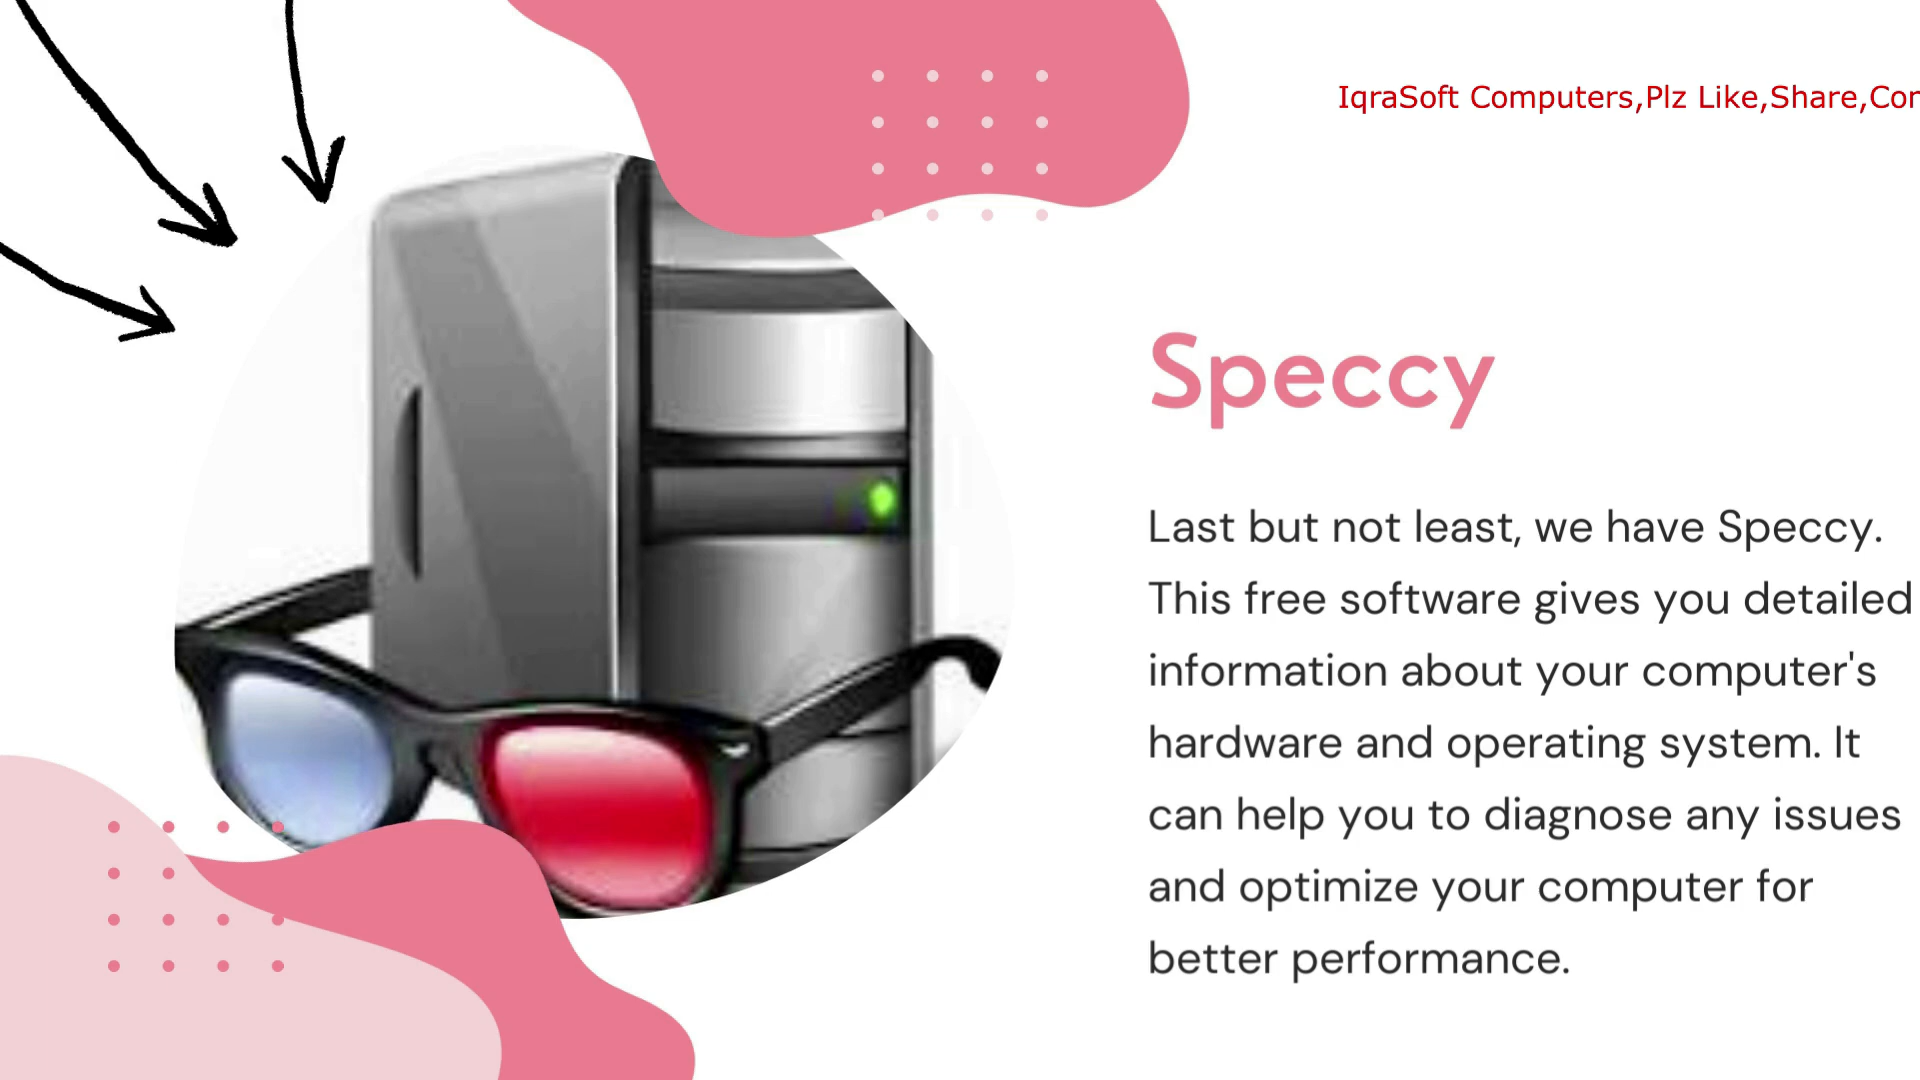 IqraSoft Computers,Plz Like,Share,Cor
Speccy
Last but not least, we have Speccy.
This free software gives you detailed
information about your computer's
hardware and operating system. It
can help you to diagnose any issues
and optimize your computer for
better performance.